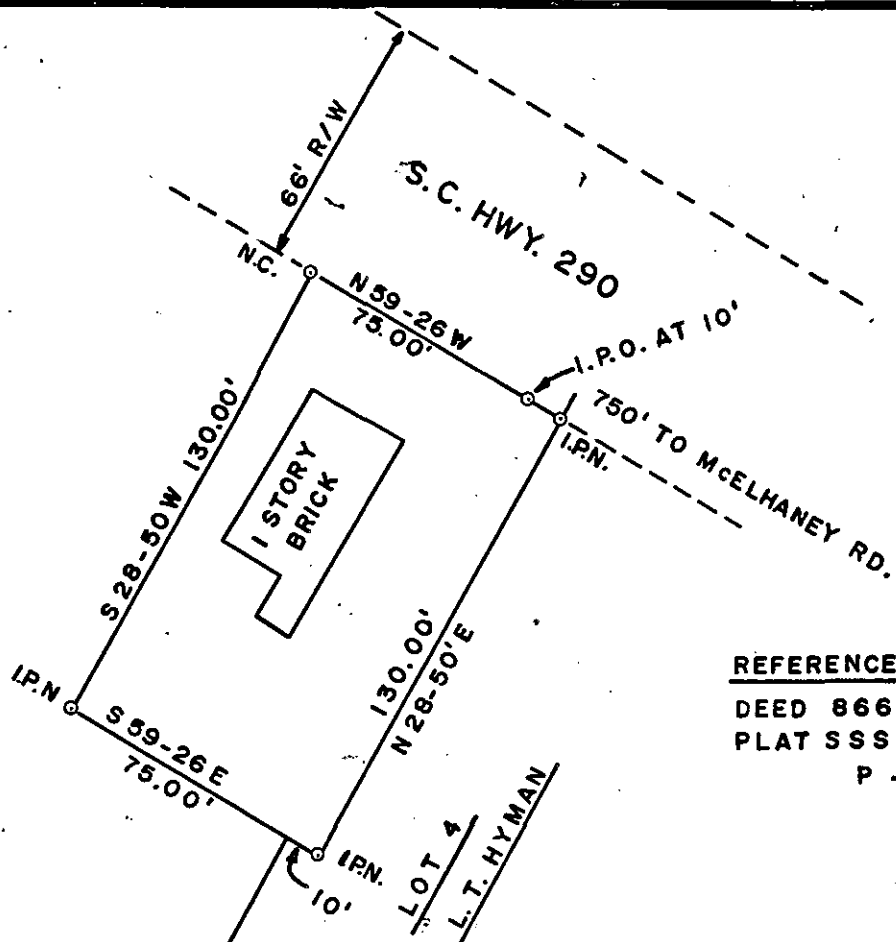 66' R/W
S.C. HWY. 290
N.C.
N 59-26 W
75.00'
I.P.O. AT 10'
750' TO McELHANEY RD.
I.P.N.
S 28-50 W 130.00'
1 STORY
BRICK
130.00'
N 28-50' E
I.P.N
S 59-26 E
75.00'
I.P.N.
10'
LOT 4
L. T. HYMAN
REFERENCE
DEED 866
PLAT SSS
P